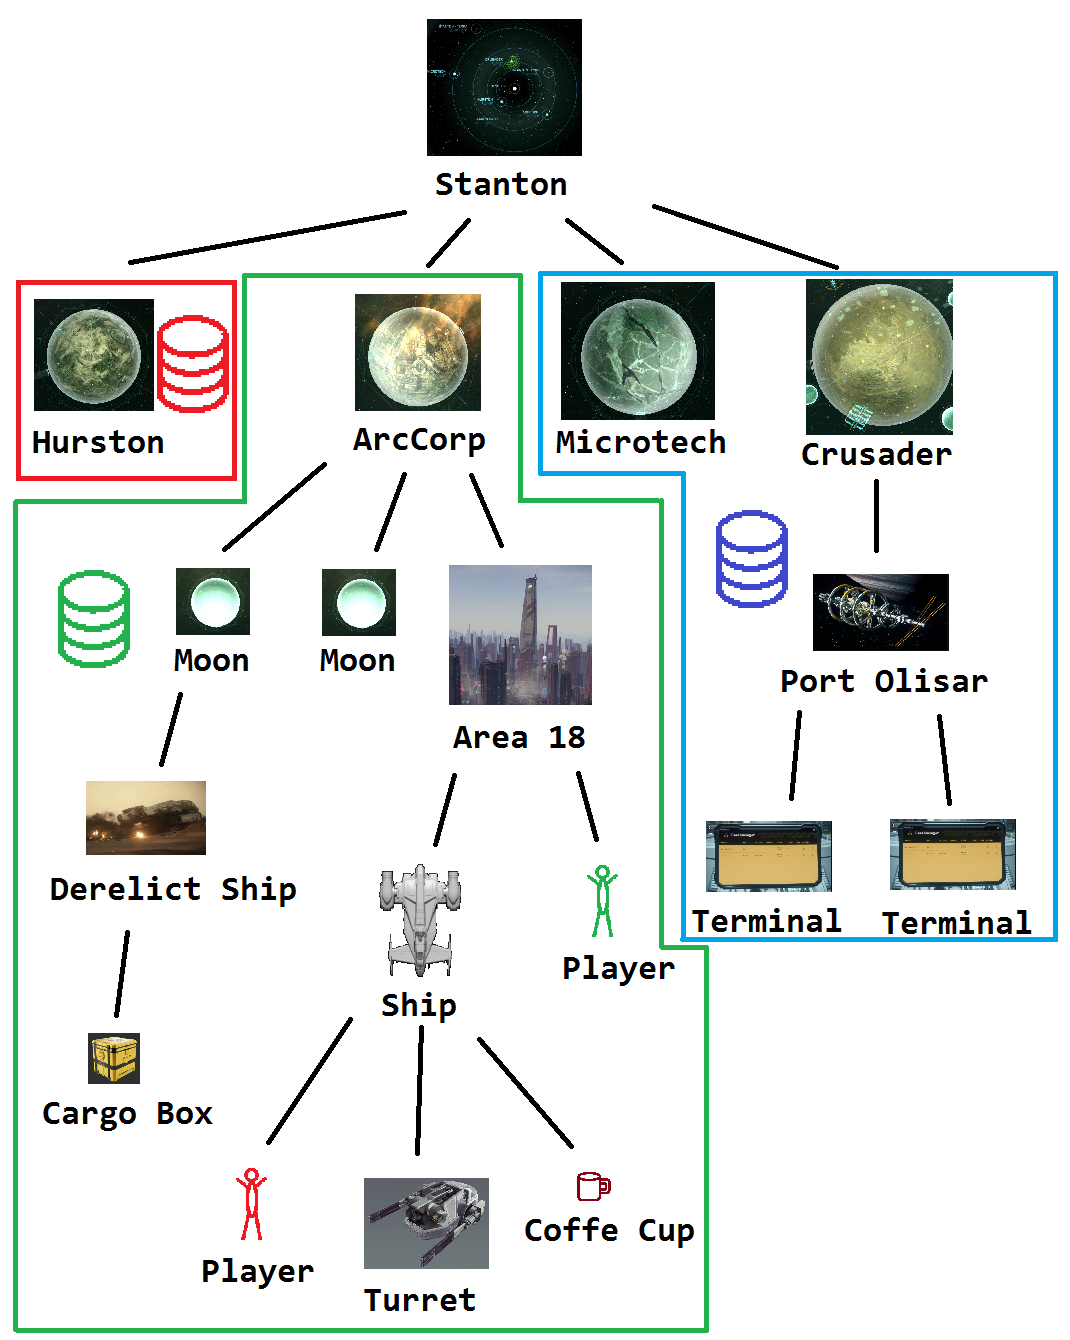 Stanton
Hurston
ArcCorp
Microtech
Crusader
Moon
Moon
Area 18
Port Olisar
Derelict Ship
Ship
Player
Terminal
Terminal
Cargo Box
Player
Turret
Coffe Cup